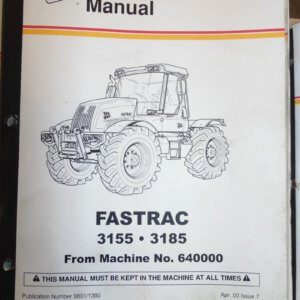 Manual
JCB
FASTRAC
3155 • 3185
From Machine No. 640000
THIS MANUAL MUST BE KEPT IN THE MACHINE AT ALL TIMES
Publication Number 9801/1380
Apr. 00 Issue 7